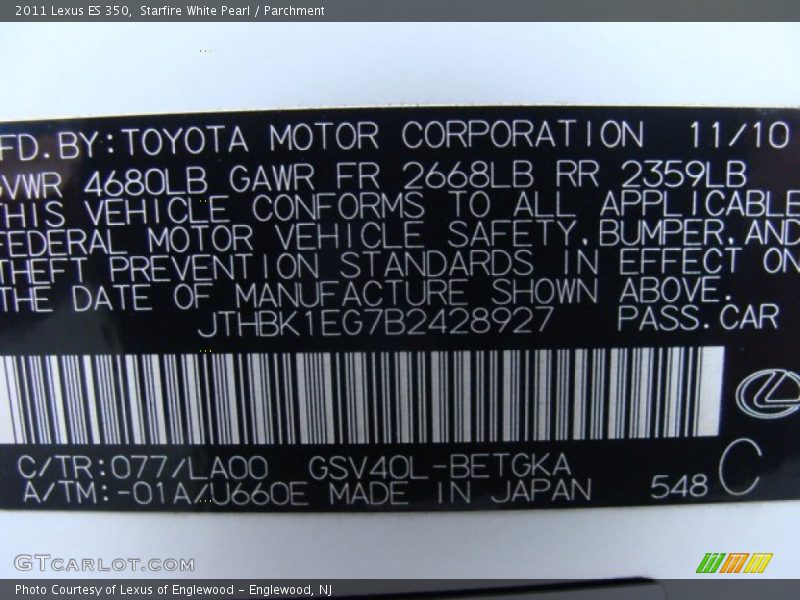 2011 Lexus ES 350, Starfire White Pearl / Parchment
FD.BY:TOYOTA MOTOR CORPORATION 11/10
GVWR 4680LB GAWR FR 2668LB RR 2359LB
THIS VEHICLE CONFORMS TO ALL APPLICABLE
FEDERAL MOTOR VEHICLE SAFETY,BUMPER,AND
THEFT PREVENTION STANDARDS IN EFFECT ON
THE DATE OF MANUFACTURE SHOWN ABOVE.
JTHBK1EG7B2428927 PASS.CAR
C/TR:077/LA00 GSV40L-BETGKA
A/TM:-01A/U660E MADE IN JAPAN 548 C
GTCARLOT.COM
Photo Courtesy of Lexus of Englewood - Englewood, NJ